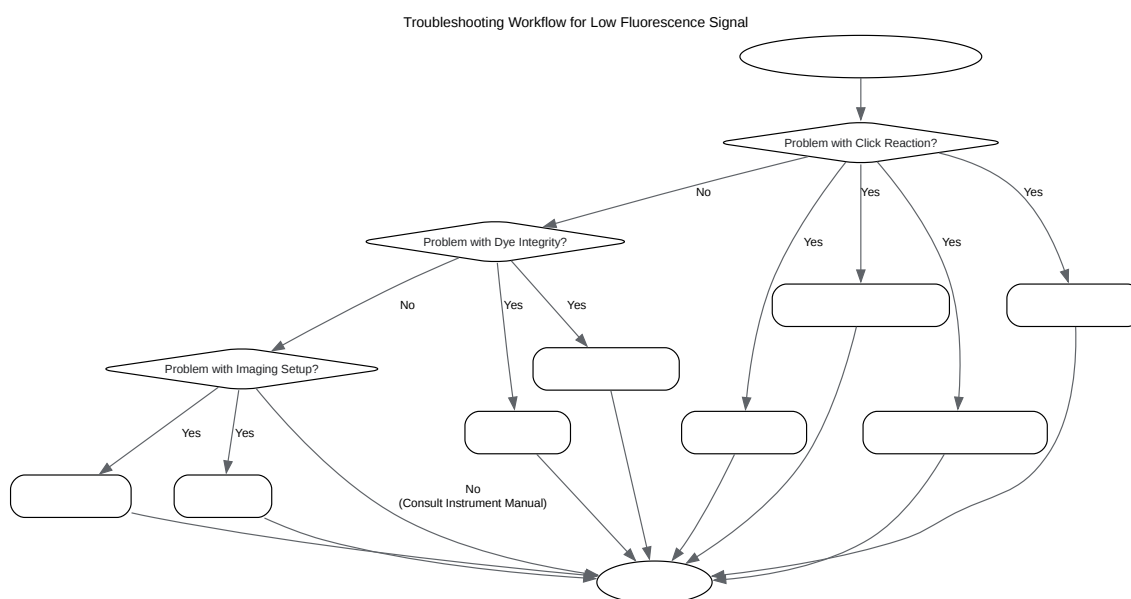 Troubleshooting Workflow for Low Fluorescence Signal
Problem with Click Reaction?
No
Yes
Yes
Problem with Dye Integrity?
Yes
Yes
No
Yes
Yes
Problem with Imaging Setup?
Yes
Yes
No
(Consult Instrument Manual)